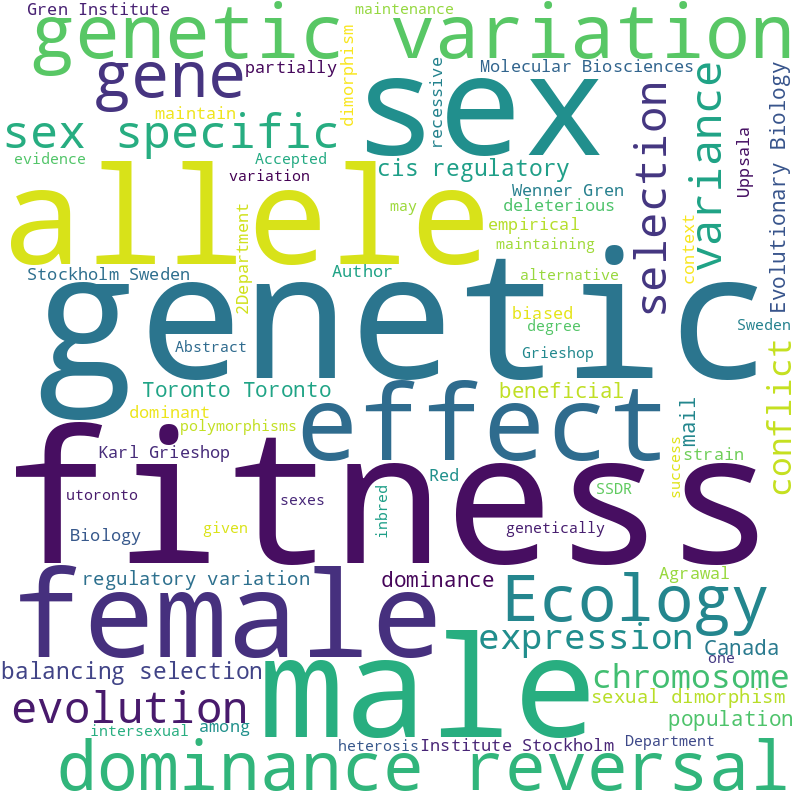 Gren Institute
maintenance
genetic variation
gene
partially
dimorphism
sex
recessive
Molecular Biosciences
selection
variance
Uppsala
Evolutionary Biology
maintain
sex specific
evidence
Accepted
cis regulatory
variation
allele
may
Wenner Gren
deleterious
empirical
maintaining
context
2Department
Stockholm Sweden
Author
alternative
genetic
biased
degree
Sweden
Abstract
Grieshop
conflict
Toronto Toronto
effect
beneficial
dominant
polymorphisms
mail
success
fitness
Karl Grieshop
Red
strain
utoronto
sexes
inbred
SSDR
Biology
given
genetically
female
regulatory variation
dominance
Agrawal
Ecology
male
expression
Canada
one
balancing selection
chromosome
sexual dimorphism
evolution
population
intersexual
among
heterosis
Institute Stockholm
Department
dominance reversal